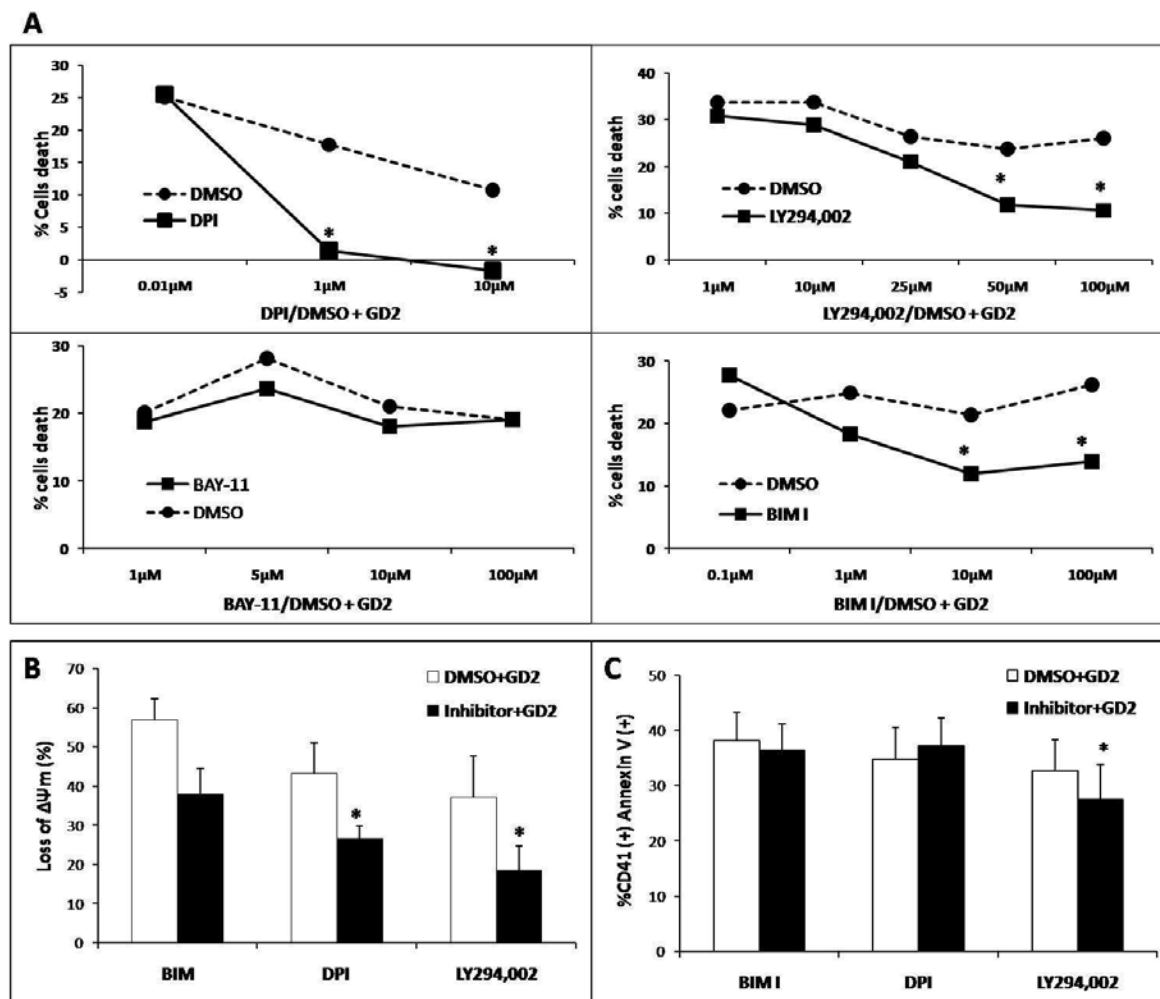 A
30
25
20
15
10
5
0
-5
% Cells death
DMSO
DPI
*
*
0.01µM
1µM
10µM
DPI/DMSO + GD2
40
30
20
10
0
% cells death
DMSO
LY294,002
*
*
1µM
10µM
25µM
50µM
100µM
LY294,002/DMSO + GD2
30
20
10
0
% cells death
BAY-11
DMSO
1µM
5µM
10µM
100µM
BAY-11/DMSO + GD2
30
20
10
0
% cells death
DMSO
BIM I
*
*
0.1µM
1µM
10µM
100µM
BIM I/DMSO + GD2
B
70
60
50
40
30
20
10
0
Loss of ΔΨm (%)
DMSO+GD2
Inhibitor+GD2
*
*
BIM
DPI
LY294,002
C
50
40
30
20
10
0
%CD41 (+) Annexin V (+)
DMSO+GD2
Inhibitor+GD2
*
BIM I
DPI
LY294,002